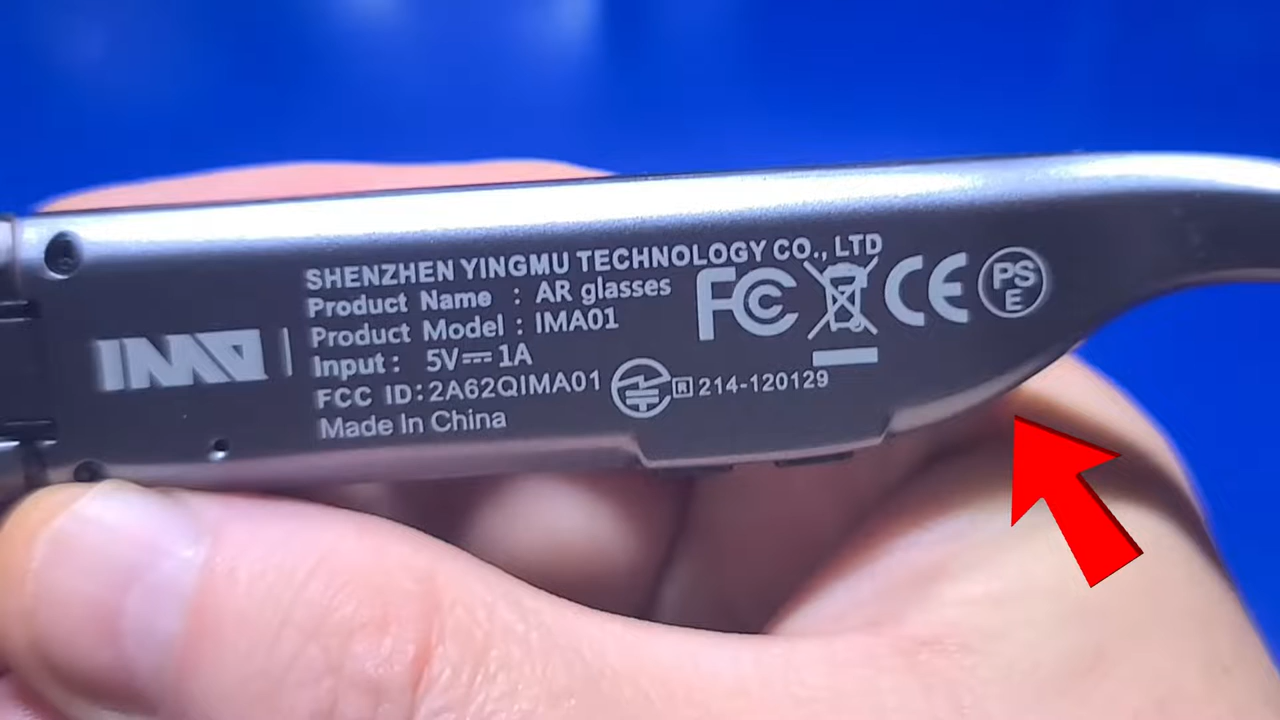 SHENZHEN YINGMU TECHNOLOGY CO., LTD
Product Name : AR glasses
Product Model : IMA01
Input : 5V⎓1A
FCC ID:2A62QIMA01
Made In China
FC CE PS E
R 214-120129